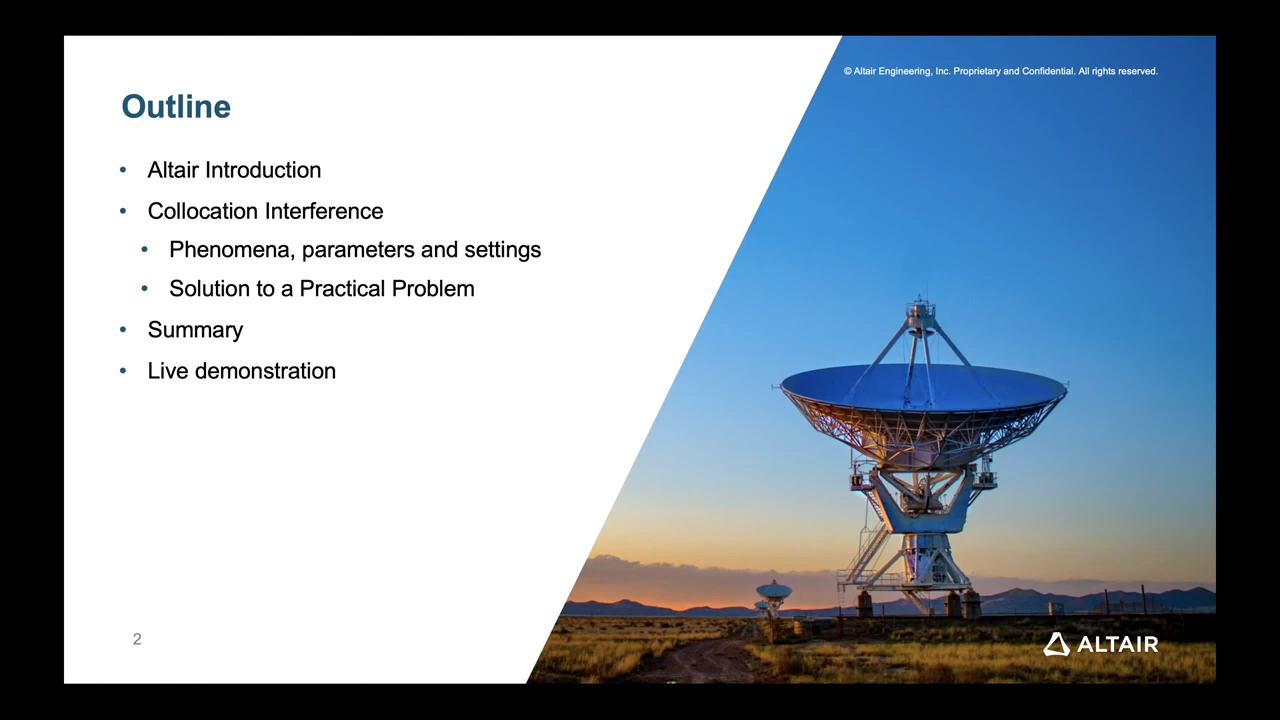 © Altair Engineering, Inc. Proprietary and Confidential. All rights reserved.
Outline
• Altair Introduction
• Collocation Interference
• Phenomena, parameters and settings
• Solution to a Practical Problem
• Summary
• Live demonstration
2
ALTAIR